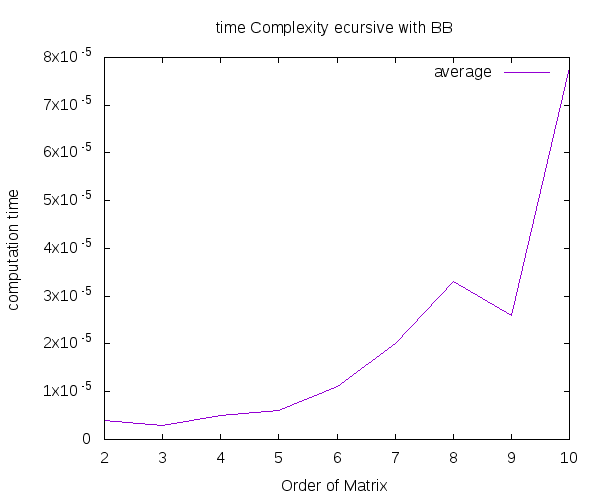 time Complexity ecursive with BB
average
8x10^-5
7x10^-5
6x10^-5
5x10^-5
4x10^-5
3x10^-5
2x10^-5
1x10^-5
0
computation time
2 3 4 5 6 7 8 9 10
Order of Matrix